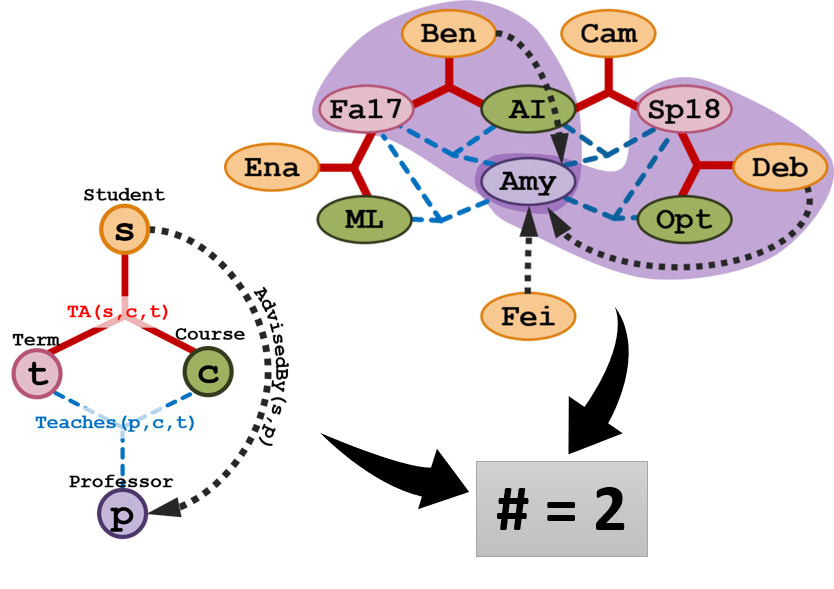 Ben
Cam
Fa17
AI
Sp18
Ena
Amy
Deb
ML
Opt
Fei
Student
s
TA(s,c,t)
Term
Course
t
c
AdvisedBy(s,p)
Teaches(p,c,t)
Professor
p
# = 2